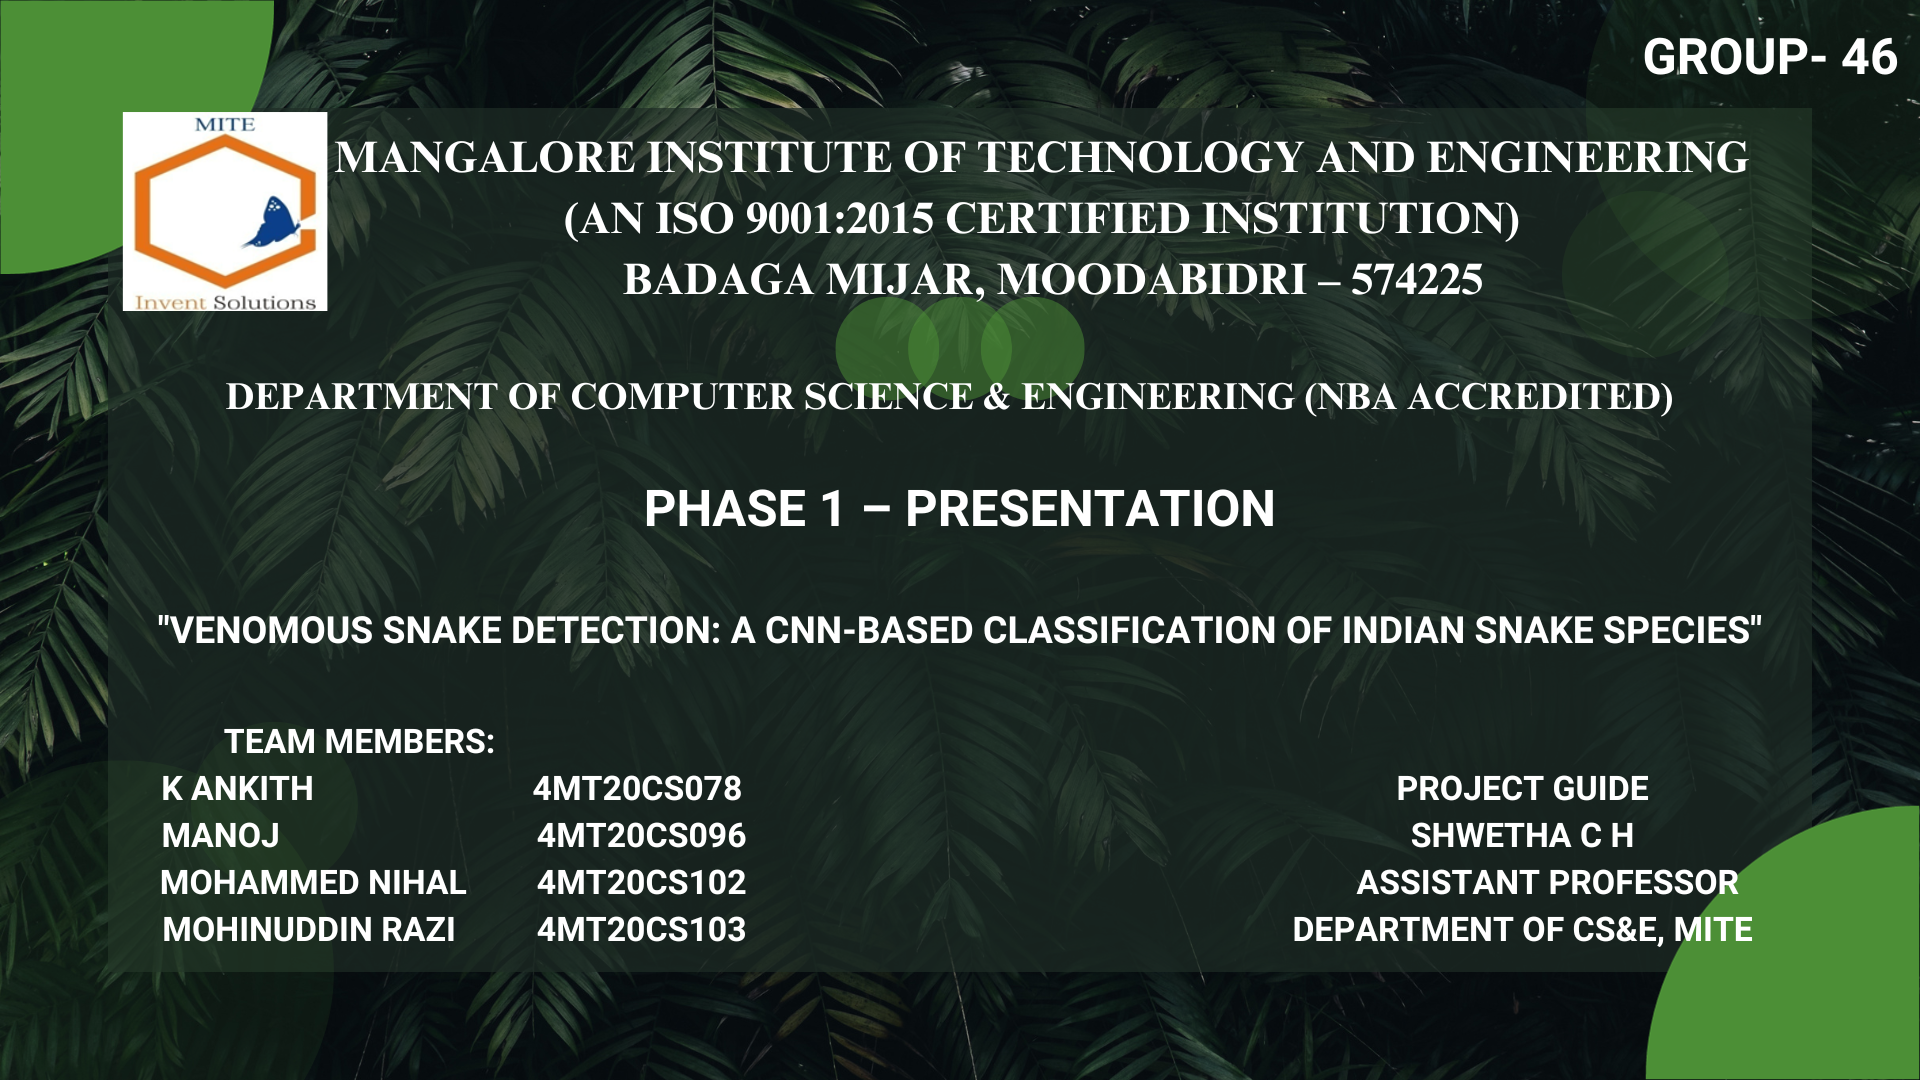 GROUP- 46
MITE
Invent Solutions
MANGALORE INSTITUTE OF TECHNOLOGY AND ENGINEERING
(AN ISO 9001:2015 CERTIFIED INSTITUTION)
BADAGA MIJAR, MOODABIDRI – 574225
DEPARTMENT OF COMPUTER SCIENCE & ENGINEERING (NBA ACCREDITED)
PHASE 1 – PRESENTATION
"VENOMOUS SNAKE DETECTION: A CNN-BASED CLASSIFICATION OF INDIAN SNAKE SPECIES"
TEAM MEMBERS:
K ANKITH 4MT20CS078
MANOJ 4MT20CS096
MOHAMMED NIHAL 4MT20CS102
MOHINUDDIN RAZI 4MT20CS103
PROJECT GUIDE
SHWETHA C H
ASSISTANT PROFESSOR
DEPARTMENT OF CS&E, MITE